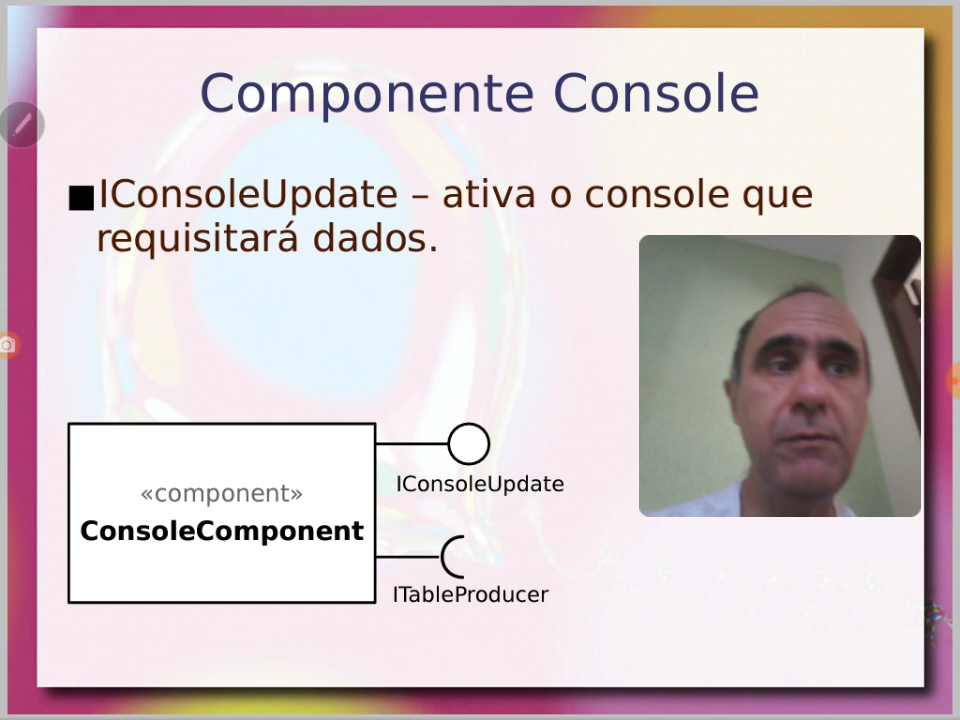 Componente Console
■IConsoleUpdate – ativa o console que
requisitará dados.
«component»
ConsoleComponent
IConsoleUpdate
ITableProducer